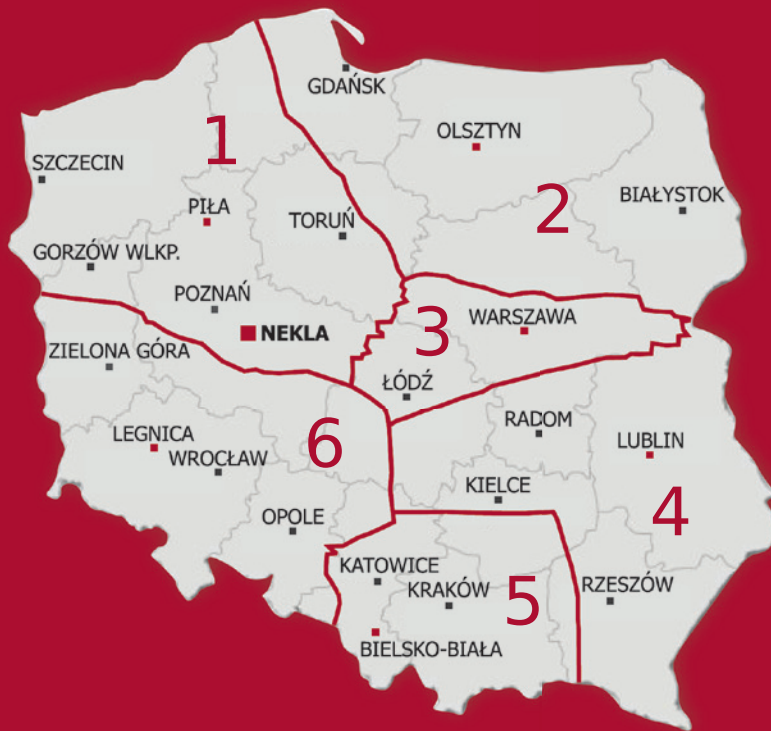 GDAŃSK
1
OLSZTYN
SZCZECIN
2
BIAŁYSTOK
PIŁA
TORUŃ
GORZÓW WLKP.
POZNAŃ
3
WARSZAWA
NEKLA
ZIELONA GÓRA
ŁÓDŹ
RADOM
LEGNICA
6
LUBLIN
WROCŁAW
KIELCE
OPOLE
4
KATOWICE
KRAKÓW
5
RZESZÓW
BIELSKO-BIAŁA